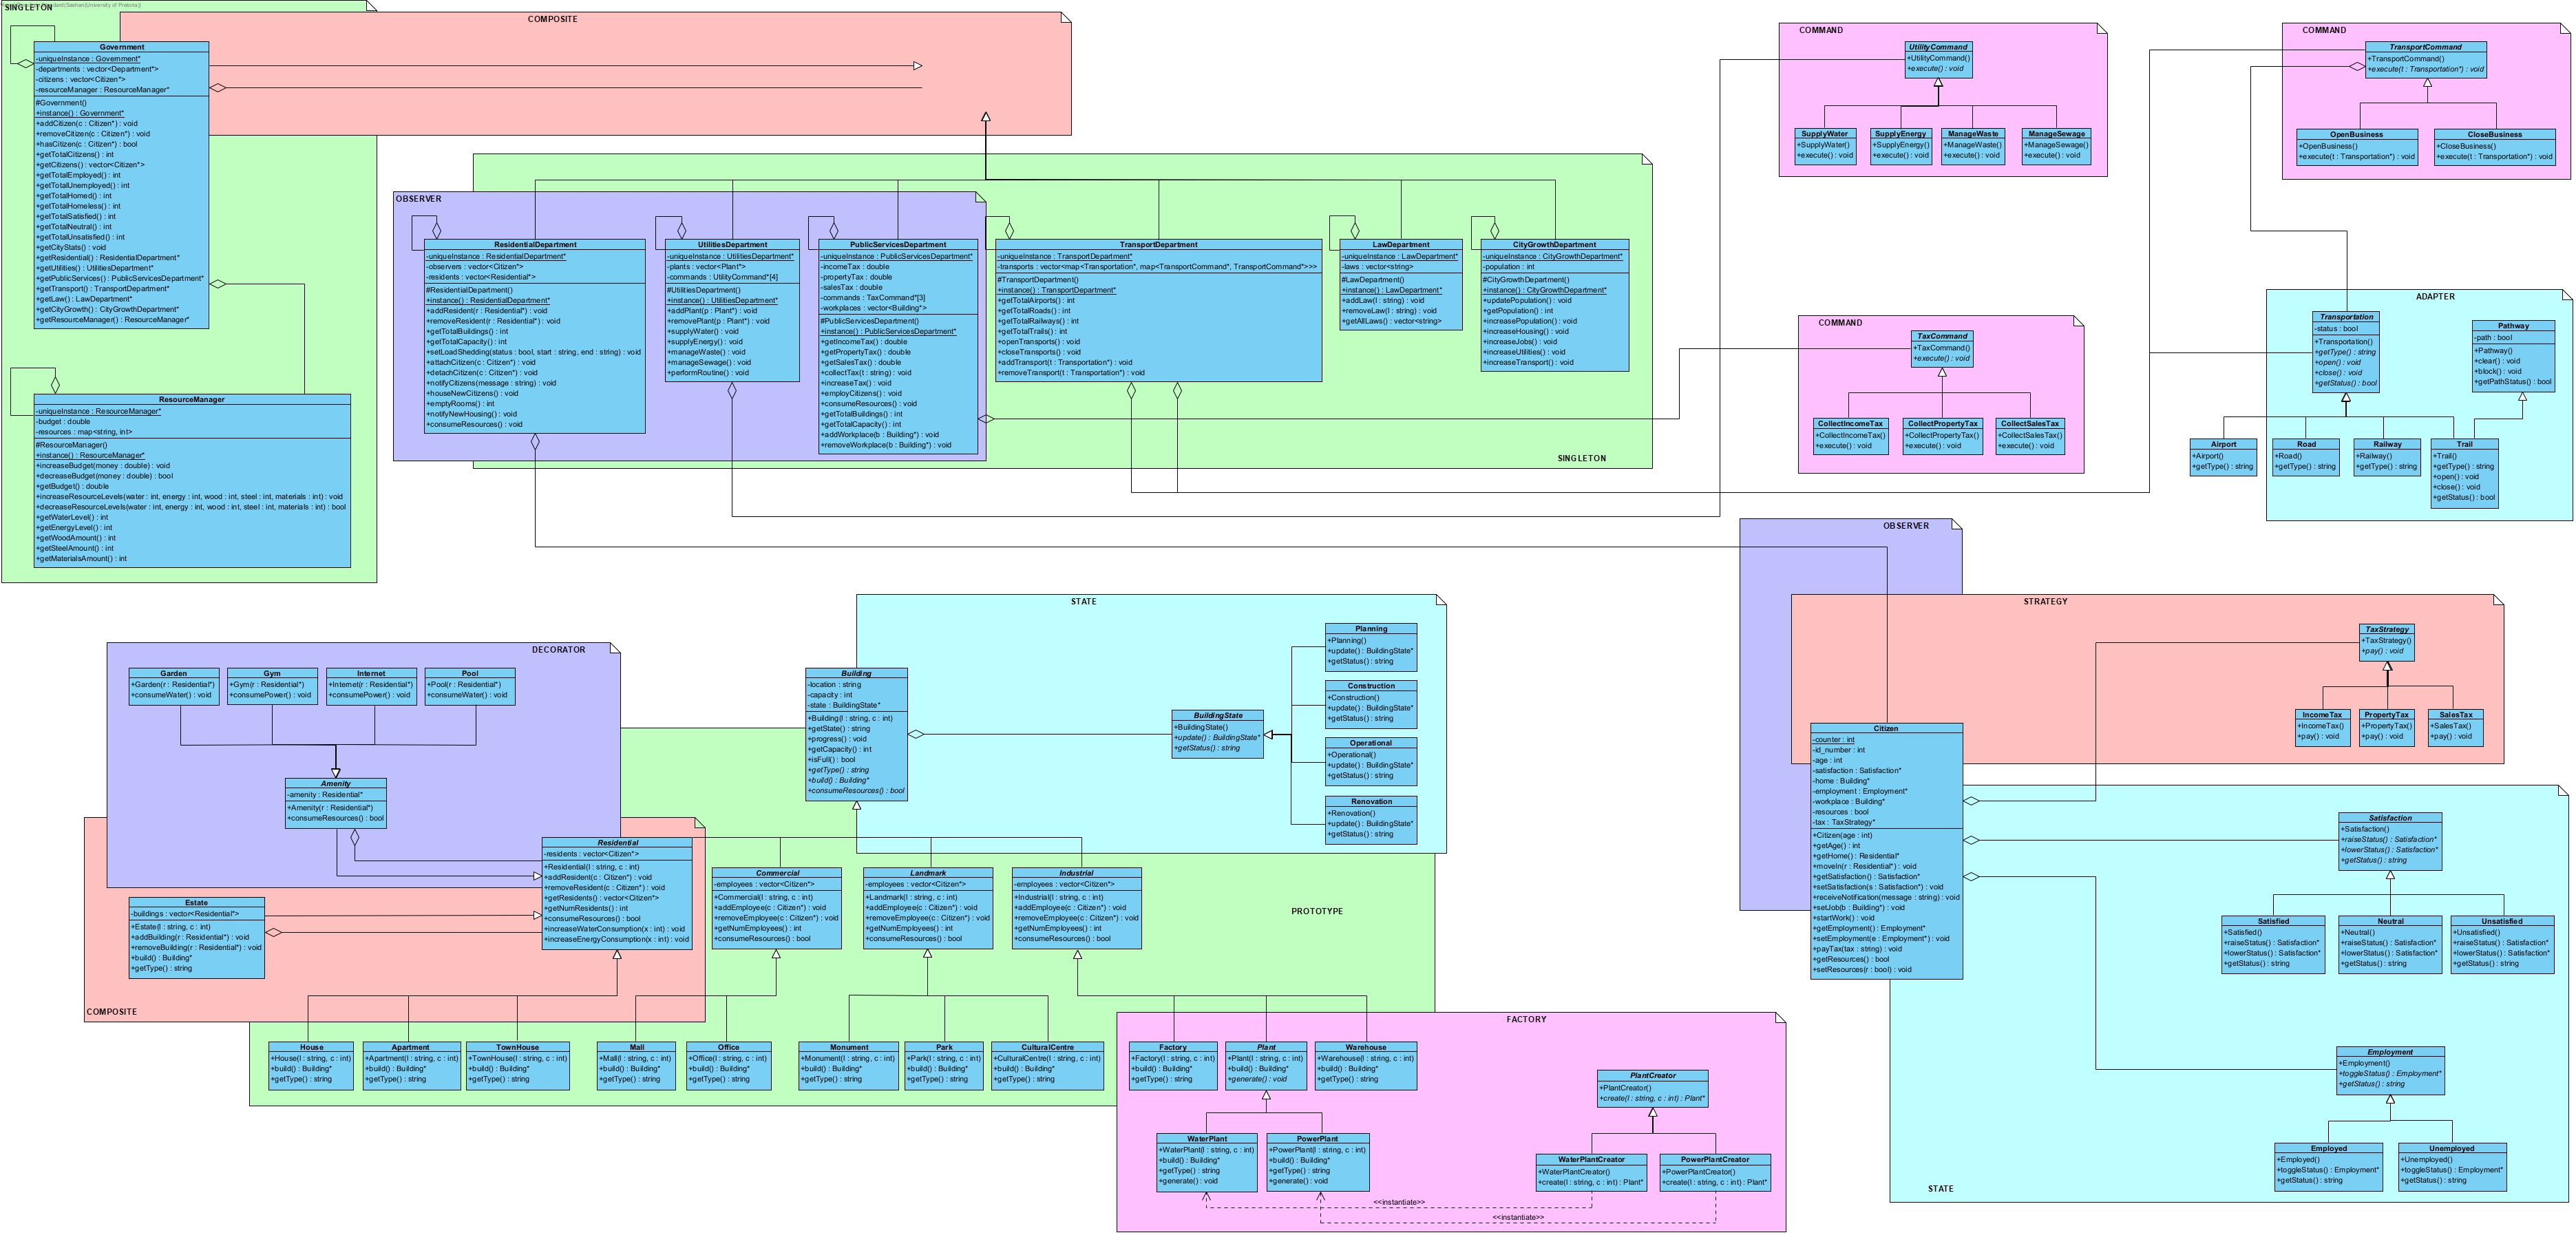 SINGLETON
Government
-uniqueInstance : Government*
-departments : vector<Department*>
-citizens : vector<Citizen*>
-resourceManager : ResourceManager*
#Government()
+instance() : Government*
+addCitizen(c : Citizen*) : void
+removeCitizen(c : Citizen*) : void
+hasCitizen(c : Citizen*) : bool
+getTotalCitizens() : int
+getCitizens() : vector<Citizen*>
+getTotalEmployed() : int
+getTotalUnemployed() : int
+getTotalHomed() : int
+getTotalHomeless() : int
+getTotalSatisfied() : int
+getTotalNeutral() : int
+getTotalUnsatisfied() : int
+getCityStats() : void
+getResidential() : ResidentialDepartment*
+getUtilities() : UtilitiesDepartment*
+getPublicServices() : PublicServicesDepartment*
+getTransport() : TransportDepartment*
+getLaw() : LawDepartment*
+getCityGrowth() : CityGrowthDepartment*
+getResourceManager() : ResourceManager*
ResourceManager
-uniqueInstance : ResourceManager*
-budget : double
-resources : map<string, int>
#ResourceManager()
+instance() : ResourceManager*
+increaseBudget(money : double) : void
+decreaseBudget(money : double) : bool
+getBudget() : double
+increaseResourceLevels(water : int, energy : int, wood : int, steel : int, materials : int) : void
+decreaseResourceLevels(water : int, energy : int, wood : int, steel : int, materials : int) : bool
+getWaterLevel() : int
+getEnergyLevel() : int
+getWoodAmount() : int
+getSteelAmount() : int
+getMaterialsAmount() : int
COMPOSITE
OBSERVER
ResidentialDepartment
-uniqueInstance : ResidentialDepartment*
-observers : vector<Citizen*>
-residents : vector<Residential*>
#ResidentialDepartment()
+instance() : ResidentialDepartment*
+addResident(r : Residential*) : void
+removeResident(r : Residential*) : void
+getTotalBuildings() : int
+getTotalCapacity() : int
+setLoadShedding(status : bool, start : string, end : string) : void
+attachCitizen(c : Citizen*) : void
+detachCitizen(c : Citizen*) : void
+notifyCitizens(message : string) : void
+houseNewCitizens() : void
+emptyRooms() : int
+notifyNewHousing() : void
+consumeResources() : void
UtilitiesDepartment
-uniqueInstance : UtilitiesDepartment*
-plants : vector<Plant*>
-commands : UtilityCommand*[4]
#UtilitiesDepartment()
+instance() : UtilitiesDepartment*
+addPlant(p : Plant*) : void
+removePlant(p : Plant*) : void
+supplyWater() : void
+supplyEnergy() : void
+manageWaste() : void
+manageSewage() : void
+performRoutine() : void
PublicServicesDepartment
-uniqueInstance : PublicServicesDepartment*
-incomeTax : double
-propertyTax : double
-salesTax : double
-commands : TaxCommand*[3]
-workplaces : vector<Building*>
#PublicServicesDepartment()
+instance() : PublicServicesDepartment*
+getIncomeTax() : double
+getPropertyTax() : double
+getSalesTax() : double
+collectTax(t : string) : void
+increaseTax() : void
+employCitizens() : void
+consumeResources() : void
+getTotalBuildings() : int
+getTotalCapacity() : int
+addWorkplace(b : Building*) : void
+removeWorkplace(b : Building*) : void
TransportDepartment
-uniqueInstance : TransportDepartment*
-transports : vector<map<Transportation*, map<TransportCommand*, TransportCommand*>>>
#TransportDepartment()
+instance() : TransportDepartment*
+getTotalAirports() : int
+getTotalRoads() : int
+getTotalRailways() : int
+getTotalTrails() : int
+openTransports() : void
+closeTransports() : void
+addTransport(t : Transportation*) : void
+removeTransport(t : Transportation*) : void
LawDepartment
-uniqueInstance : LawDepartment*
-laws : vector<string>
#LawDepartment()
+instance() : LawDepartment*
+addLaw(l : string) : void
+removeLaw(l : string) : void
+getAllLaws() : vector<string>
CityGrowthDepartment
-uniqueInstance : CityGrowthDepartment*
-population : int
#CityGrowthDepartment()
+instance() : CityGrowthDepartment*
+updatePopulation() : void
+getPopulation() : int
+increasePopulation() : void
+increaseHousing() : void
+increaseJobs() : void
+increaseUtilities() : void
+increaseTransport() : void
SINGLETON
COMMAND
UtilityCommand
+UtilityCommand()
+execute() : void
SupplyWater
+SupplyWater()
+execute() : void
SupplyEnergy
+SupplyEnergy()
+execute() : void
ManageWaste
+ManageWaste()
+execute() : void
ManageSewage
+ManageSewage()
+execute() : void
COMMAND
TransportCommand
+TransportCommand()
+execute(t : Transportation*) : void
OpenBusiness
+OpenBusiness()
+execute(t : Transportation*) : void
CloseBusiness
+CloseBusiness()
+execute(t : Transportation*) : void
COMMAND
TaxCommand
+TaxCommand()
+execute() : void
CollectIncomeTax
+CollectIncomeTax()
+execute() : void
CollectPropertyTax
+CollectPropertyTax()
+execute() : void
CollectSalesTax
+CollectSalesTax()
+execute() : void
ADAPTER
Transportation
-status : bool
+Transportation()
+getType() : string
+open() : void
+close() : void
+getStatus() : bool
Pathway
-path : bool
+Pathway()
+clear() : void
+block() : void
+getPathStatus() : bool
Airport
+Airport()
+getType() : string
Road
+Road()
+getType() : string
Railway
+Railway()
+getType() : string
Trail
+Trail()
+getType() : string
+open() : void
+close() : void
+getStatus() : bool
DECORATOR
Garden
+Garden(r : Residential*)
+consumeWater() : void
Gym
+Gym(r : Residential*)
+consumePower() : void
Internet
+Internet(r : Residential*)
+consumePower() : void
Pool
+Pool(r : Residential*)
+consumeWater() : void
Amenity
-amenity : Residential*
+Amenity(r : Residential*)
+consumeResources() : bool
Residential
-residents : vector<Citizen*>
+Residential(l : string, c : int)
+addResident(c : Citizen*) : void
+removeResident(c : Citizen*) : void
+getResidents() : vector<Citizen*>
+getNumResidents() : int
+consumeResources() : bool
+increaseWaterConsumption(x : int) : void
+increaseEnergyConsumption(x : int) : void
Estate
-buildings : vector<Residential*>
+Estate(l : string, c : int)
+addBuilding(r : Residential*) : void
+removeBuilding(r : Residential*) : void
+build() : Building*
+getType() : string
COMPOSITE
STATE
Building
-location : string
-capacity : int
-state : BuildingState*
+Building(l : string, c : int)
+getState() : string
+progress() : void
+getCapacity() : int
+isFull() : bool
+getType() : string
+build() : Building*
+consumeResources() : bool
BuildingState
+BuildingState()
+update() : BuildingState*
+getStatus() : string
Planning
+Planning()
+update() : BuildingState*
+getStatus() : string
Construction
+Construction()
+update() : BuildingState*
+getStatus() : string
Operational
+Operational()
+update() : BuildingState*
+getStatus() : string
Renovation
+Renovation()
+update() : BuildingState*
+getStatus() : string
Commercial
-employees : vector<Citizen*>
+Commercial(l : string, c : int)
+addEmployee(c : Citizen*) : void
+removeEmployee(c : Citizen*) : void
+getNumEmployees() : int
+consumeResources() : bool
Landmark
-employees : vector<Citizen*>
+Landmark(l : string, c : int)
+addEmployee(c : Citizen*) : void
+removeEmployee(c : Citizen*) : void
+getNumEmployees() : int
+consumeResources() : bool
Industrial
-employees : vector<Citizen*>
+Industrial(l : string, c : int)
+addEmployee(c : Citizen*) : void
+removeEmployee(c : Citizen*) : void
+getNumEmployees() : int
+consumeResources() : bool
PROTOTYPE
House
+House(l : string, c : int)
+build() : Building*
+getType() : string
Apartment
+Apartment(l : string, c : int)
+build() : Building*
+getType() : string
TownHouse
+TownHouse(l : string, c : int)
+build() : Building*
+getType() : string
Mall
+Mall(l : string, c : int)
+build() : Building*
+getType() : string
Office
+Office(l : string, c : int)
+build() : Building*
+getType() : string
Monument
+Monument(l : string, c : int)
+build() : Building*
+getType() : string
Park
+Park(l : string, c : int)
+build() : Building*
+getType() : string
CulturalCentre
+CulturalCentre(l : string, c : int)
+build() : Building*
+getType() : string
FACTORY
Factory
+Factory(l : string, c : int)
+build() : Building*
+getType() : string
Plant
+Plant(l : string, c : int)
+build() : Building*
+generate() : void
Warehouse
+Warehouse(l : string, c : int)
+build() : Building*
+getType() : string
WaterPlant
+WaterPlant(l : string, c : int)
+build() : Building*
+getType() : string
+generate() : void
PowerPlant
+PowerPlant(l : string, c : int)
+build() : Building*
+getType() : string
+generate() : void
PlantCreator
+PlantCreator()
+create(l : string, c : int) : Plant*
WaterPlantCreator
+WaterPlantCreator()
+create(l : string, c : int) : Plant*
PowerPlantCreator
+PowerPlantCreator()
+create(l : string, c : int) : Plant*
<<instantiate>>
<<instantiate>>
OBSERVER
STRATEGY
TaxStrategy
+TaxStrategy()
+pay() : void
IncomeTax
+IncomeTax()
+pay() : void
PropertyTax
+PropertyTax()
+pay() : void
SalesTax
+SalesTax()
+pay() : void
Citizen
-counter : int
-id_number : int
-age : int
-satisfaction : Satisfaction*
-home : Building*
-employment : Employment*
-workplace : Building*
-resources : bool
-tax : TaxStrategy*
+Citizen(age : int)
+getAge() : int
+getHome() : Residential*
+moveIn(r : Residential*) : void
+getSatisfaction() : Satisfaction*
+setSatisfaction(s : Satisfaction*) : void
+receiveNotification(message : string) : void
+setJob(b : Building*) : void
+startWork() : void
+getEmployment() : Employment*
+setEmployment(e : Employment*) : void
+payTax(tax : string) : void
+getResources() : bool
+setResources(r : bool) : void
Satisfaction
+Satisfaction()
+raiseStatus() : Satisfaction*
+lowerStatus() : Satisfaction*
+getStatus() : string
Satisfied
+Satisfied()
+raiseStatus() : Satisfaction*
+lowerStatus() : Satisfaction*
+getStatus() : string
Neutral
+Neutral()
+raiseStatus() : Satisfaction*
+lowerStatus() : Satisfaction*
+getStatus() : string
Unsatisfied
+Unsatisfied()
+raiseStatus() : Satisfaction*
+lowerStatus() : Satisfaction*
+getStatus() : string
Employment
+Employment()
+toggleStatus() : Employment*
+getStatus() : string
Employed
+Employed()
+toggleStatus() : Employment*
+getStatus() : string
Unemployed
+Unemployed()
+toggleStatus() : Employment*
+getStatus() : string
STATE